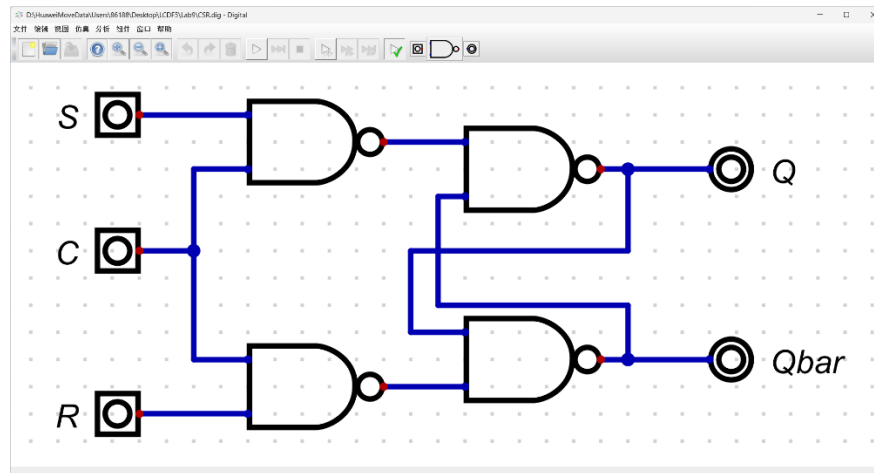 D:\HuaweiMoveData\Users\86188\Desktop\LCDF5\Lab9\CSR.dig - Digital
文件 编辑 视图 仿真 分析 组件 窗口 帮助
S
Q
C
Qbar
R